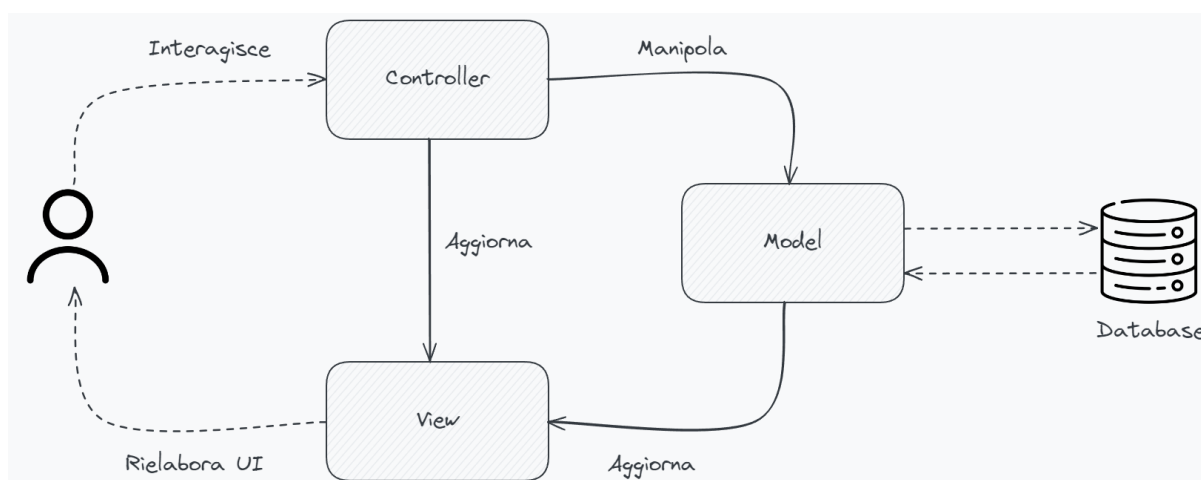 Interagisce
Manipola
Controller
Aggiorna
Model
Database
View
Rielabora UI
Aggiorna